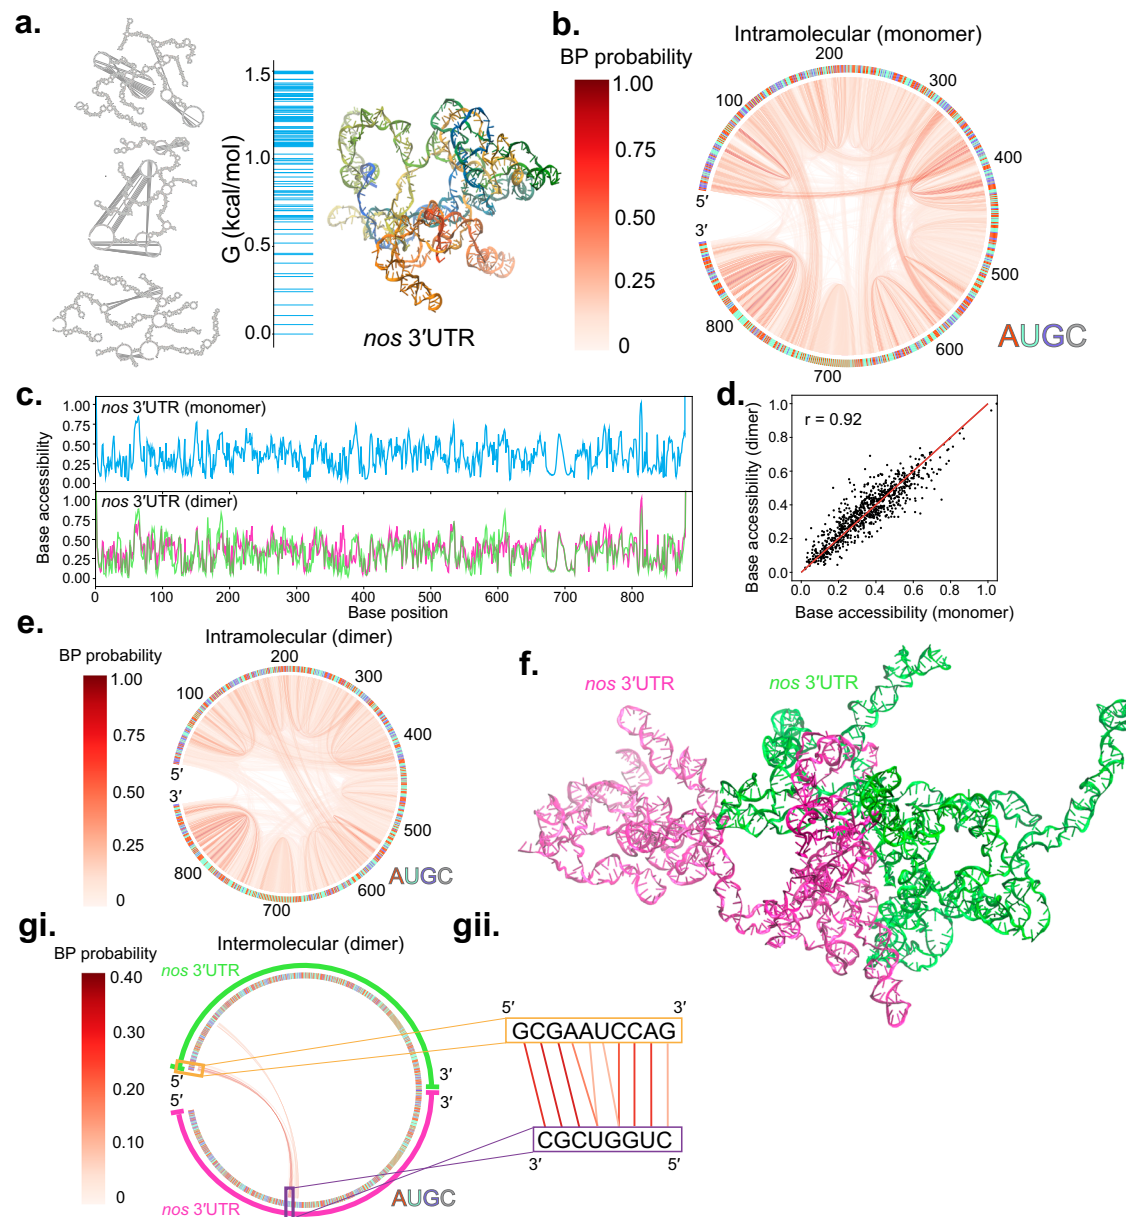 a.
1.5
1.0
0.5
0.0
G (kcal/mol)
nos 3′UTR
b.
BP probability
1.00
0.75
0.50
0.25
0
Intramolecular (monomer)
200
300
100
400
5′
3′
500
800
600
700
AUGC
c.
nos 3′UTR (monomer)
1.00
0.75
0.50
0.25
0.00
nos 3′UTR (dimer)
1.00
0.75
0.50
0.25
0.00
Base accessibility
0 100 200 300 400 500 600 700 800
Base position
d.
r = 0.92
1.0
0.8
0.6
0.4
0.2
0.0
Base accessibility (dimer)
0.0 0.2 0.4 0.6 0.8 1.0
Base accessibility (monomer)
e.
Intramolecular (dimer)
BP probability
1.00
0.75
0.50
0.25
0
200
300
100
400
5′
3′
500
800
600
700
AUGC
f.
nos 3′UTR
nos 3′UTR
gi.
Intermolecular (dimer)
BP probability
0.40
0.30
0.20
0.10
0
nos 3′UTR
5′
5′
3′
3′
nos 3′UTR
AUGC
gii.
5′ 3′
GCGAAUCCAG
CGCUGGUC
3′ 5′